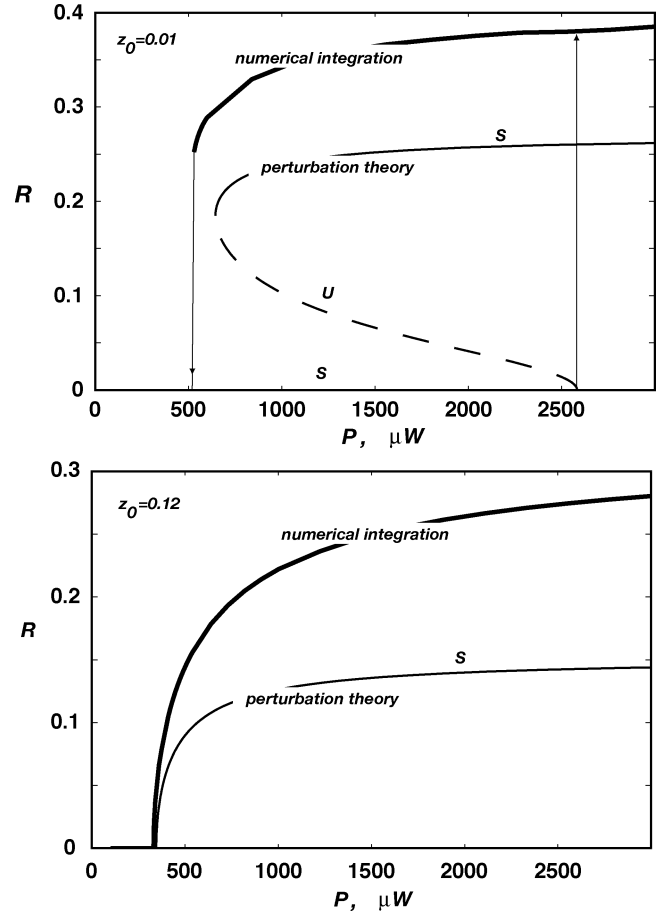 0.4
z0=0.01
numerical integration
0.3
S
perturbation theory
R
0.2
U
0.1
S
0
0 500 1000 1500 2000 2500
P, μW
0.3
z0=0.12
numerical integration
0.2
R
S
perturbation theory
0.1
0
0 500 1000 1500 2000 2500
P, μW